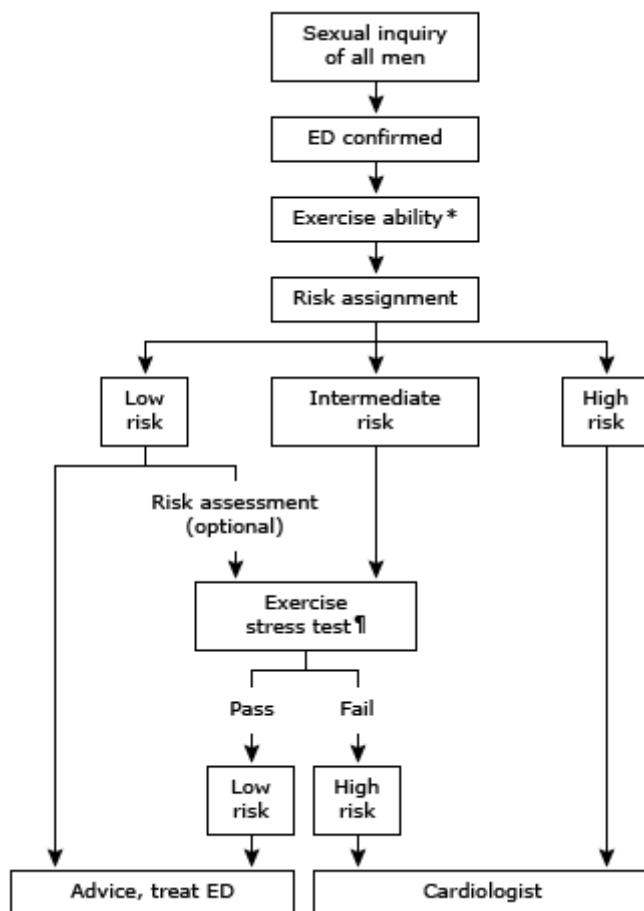 Sexual inquiry
of all men
ED confirmed
Exercise ability*
Risk assignment
Low
risk
Intermediate
risk
High
risk
Risk assessment
(optional)
Exercise
stress test¶
Pass
Fail
Low
risk
High
risk
Advice, treat ED
Cardiologist